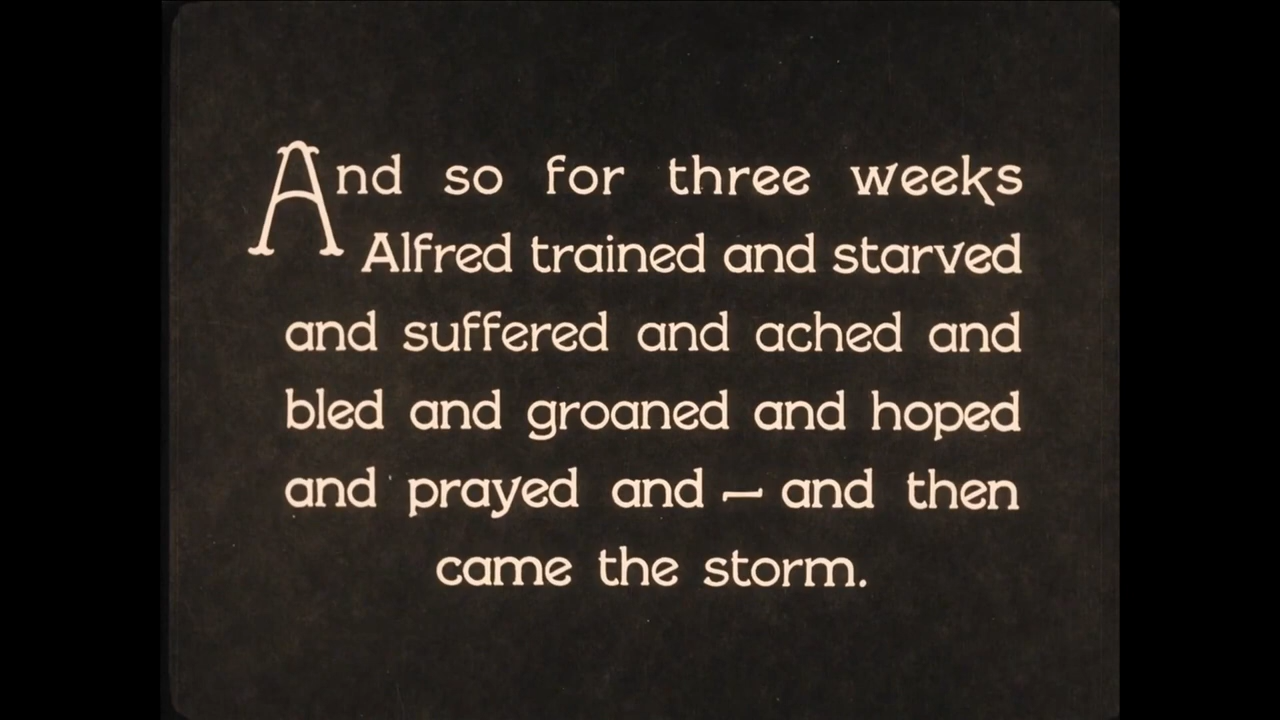 And so for three weeks
Alfred trained and starved
and suffered and ached and
bled and groaned and hoped
and prayed and — and then
came the storm.